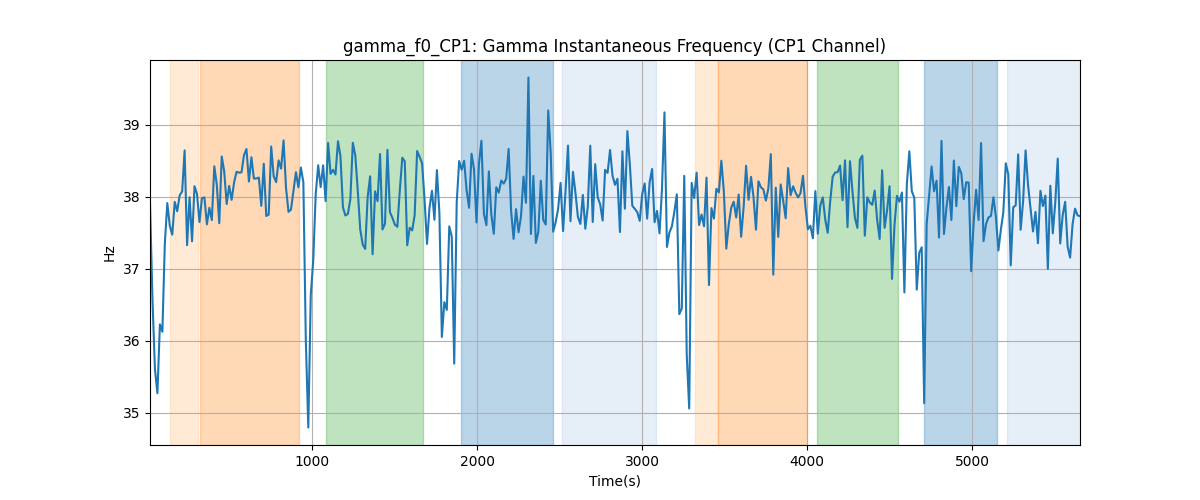 gamma_f0_CP1: Gamma Instantaneous Frequency (CP1 Channel)
39
38
37
36
35
Hz
1000 2000 3000 4000 5000
Time(s)